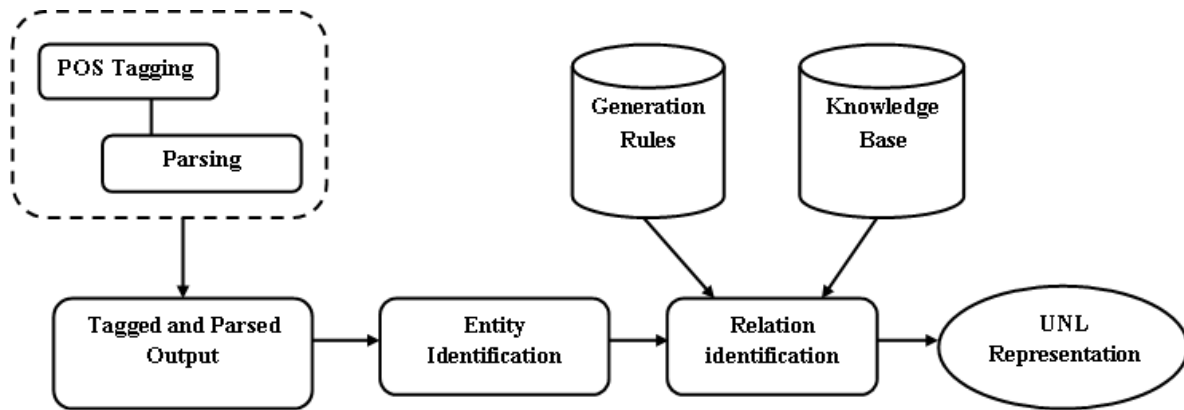 POS Tagging
Parsing
Generation
Rules
Knowledge
Base
Tagged and Parsed
Output
Entity
Identification
Relation
identification
UNL
Representation